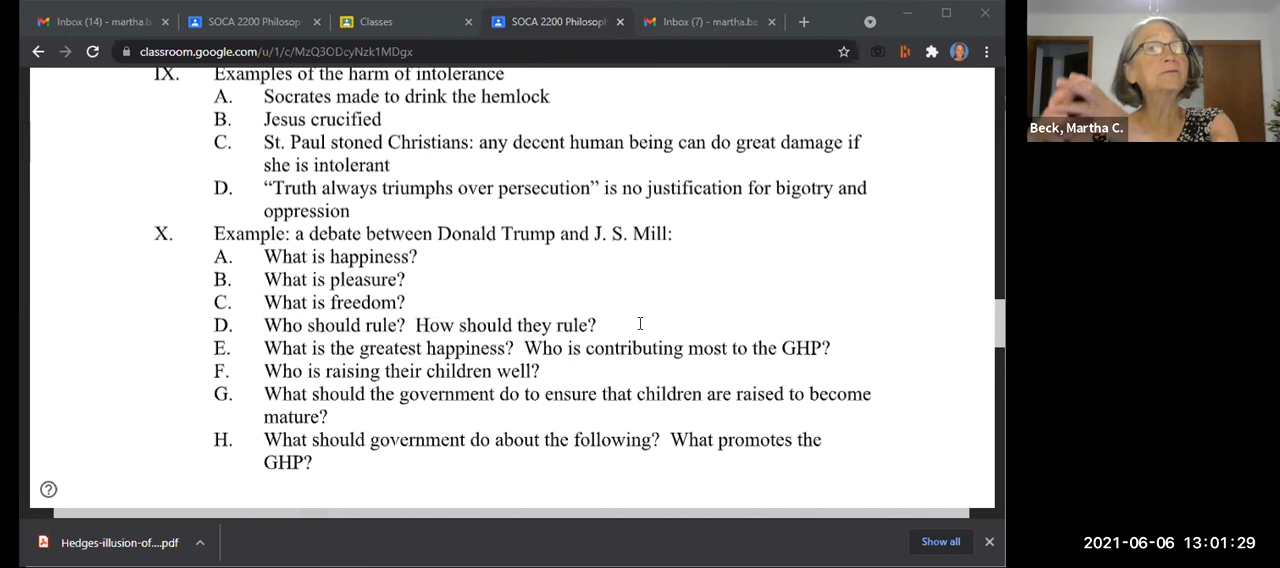 Inbox (14) - martha.b
SOCA 2200 Philosop
Classes
SOCA 2200 Philosop
Inbox (7) - martha.be
classroom.google.com/u/1/c/MzQ3ODcyNzk1MDgx
IX. Examples of the harm of intolerance
A. Socrates made to drink the hemlock
B. Jesus crucified
C. St. Paul stoned Christians: any decent human being can do great damage if
she is intolerant
D. “Truth always triumphs over persecution” is no justification for bigotry and
oppression
X. Example: a debate between Donald Trump and J. S. Mill:
A. What is happiness?
B. What is pleasure?
C. What is freedom?
D. Who should rule? How should they rule?
E. What is the greatest happiness? Who is contributing most to the GHP?
F. Who is raising their children well?
G. What should the government do to ensure that children are raised to become
mature?
H. What should government do about the following? What promotes the
GHP?
Hedges-illusion-of....pdf
Show all
Beck, Martha C.
2021-06-06 13:01:29